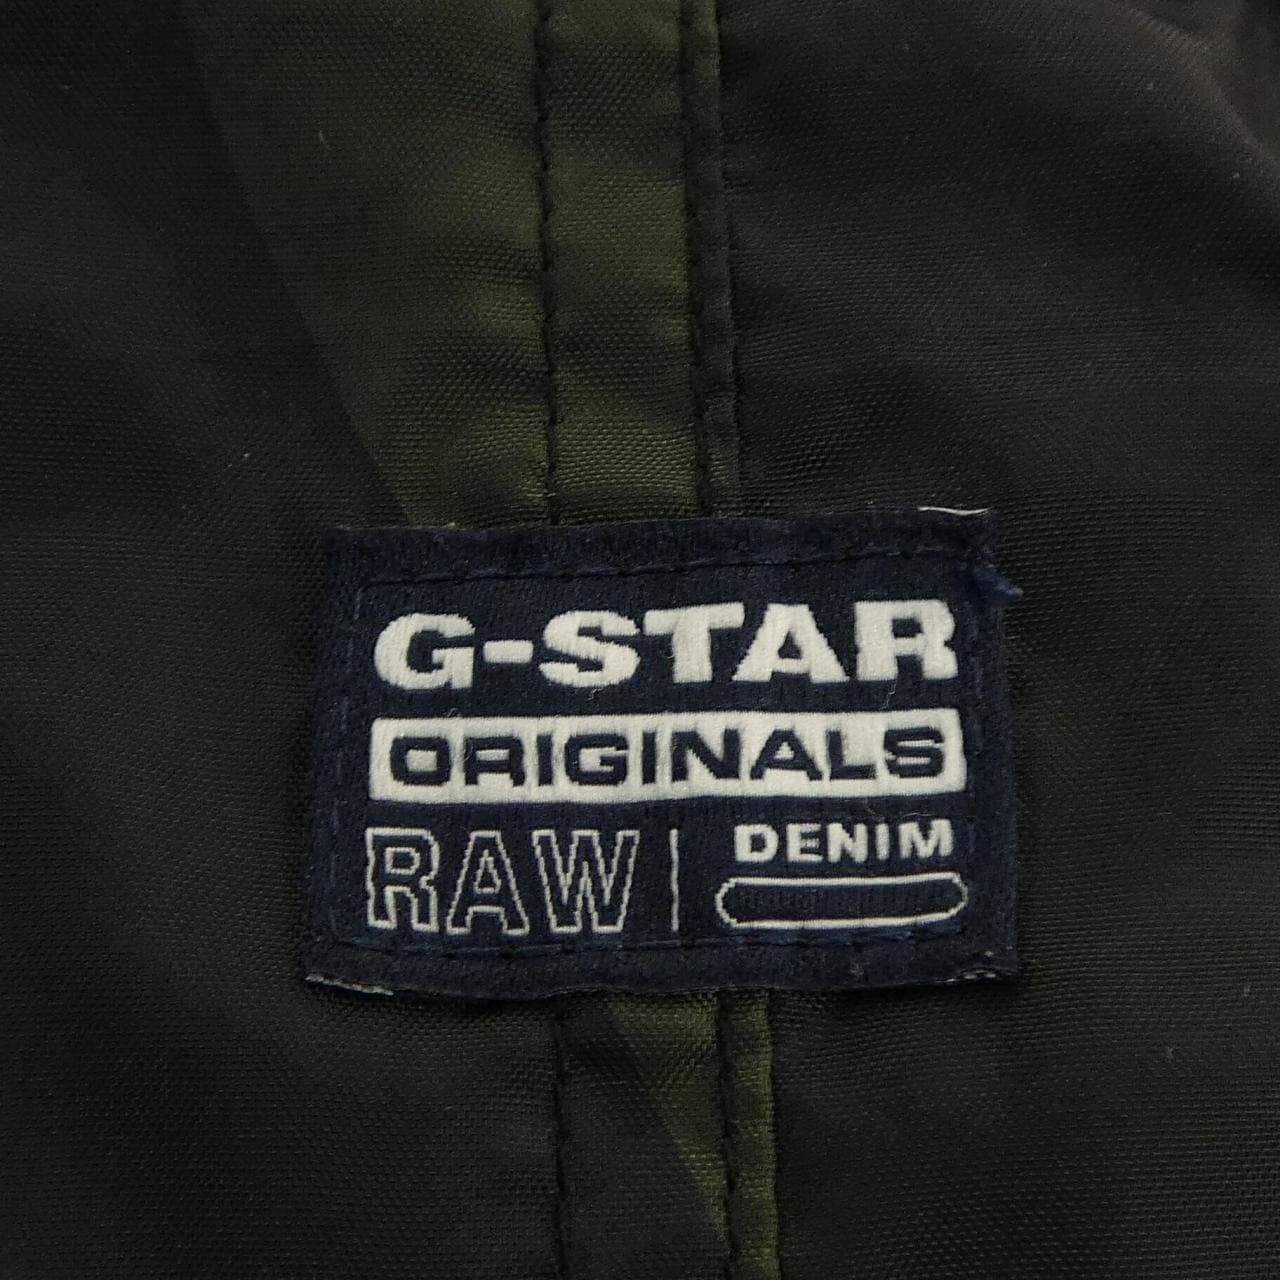 G-STAR
ORIGINALS
RAW | DENIM